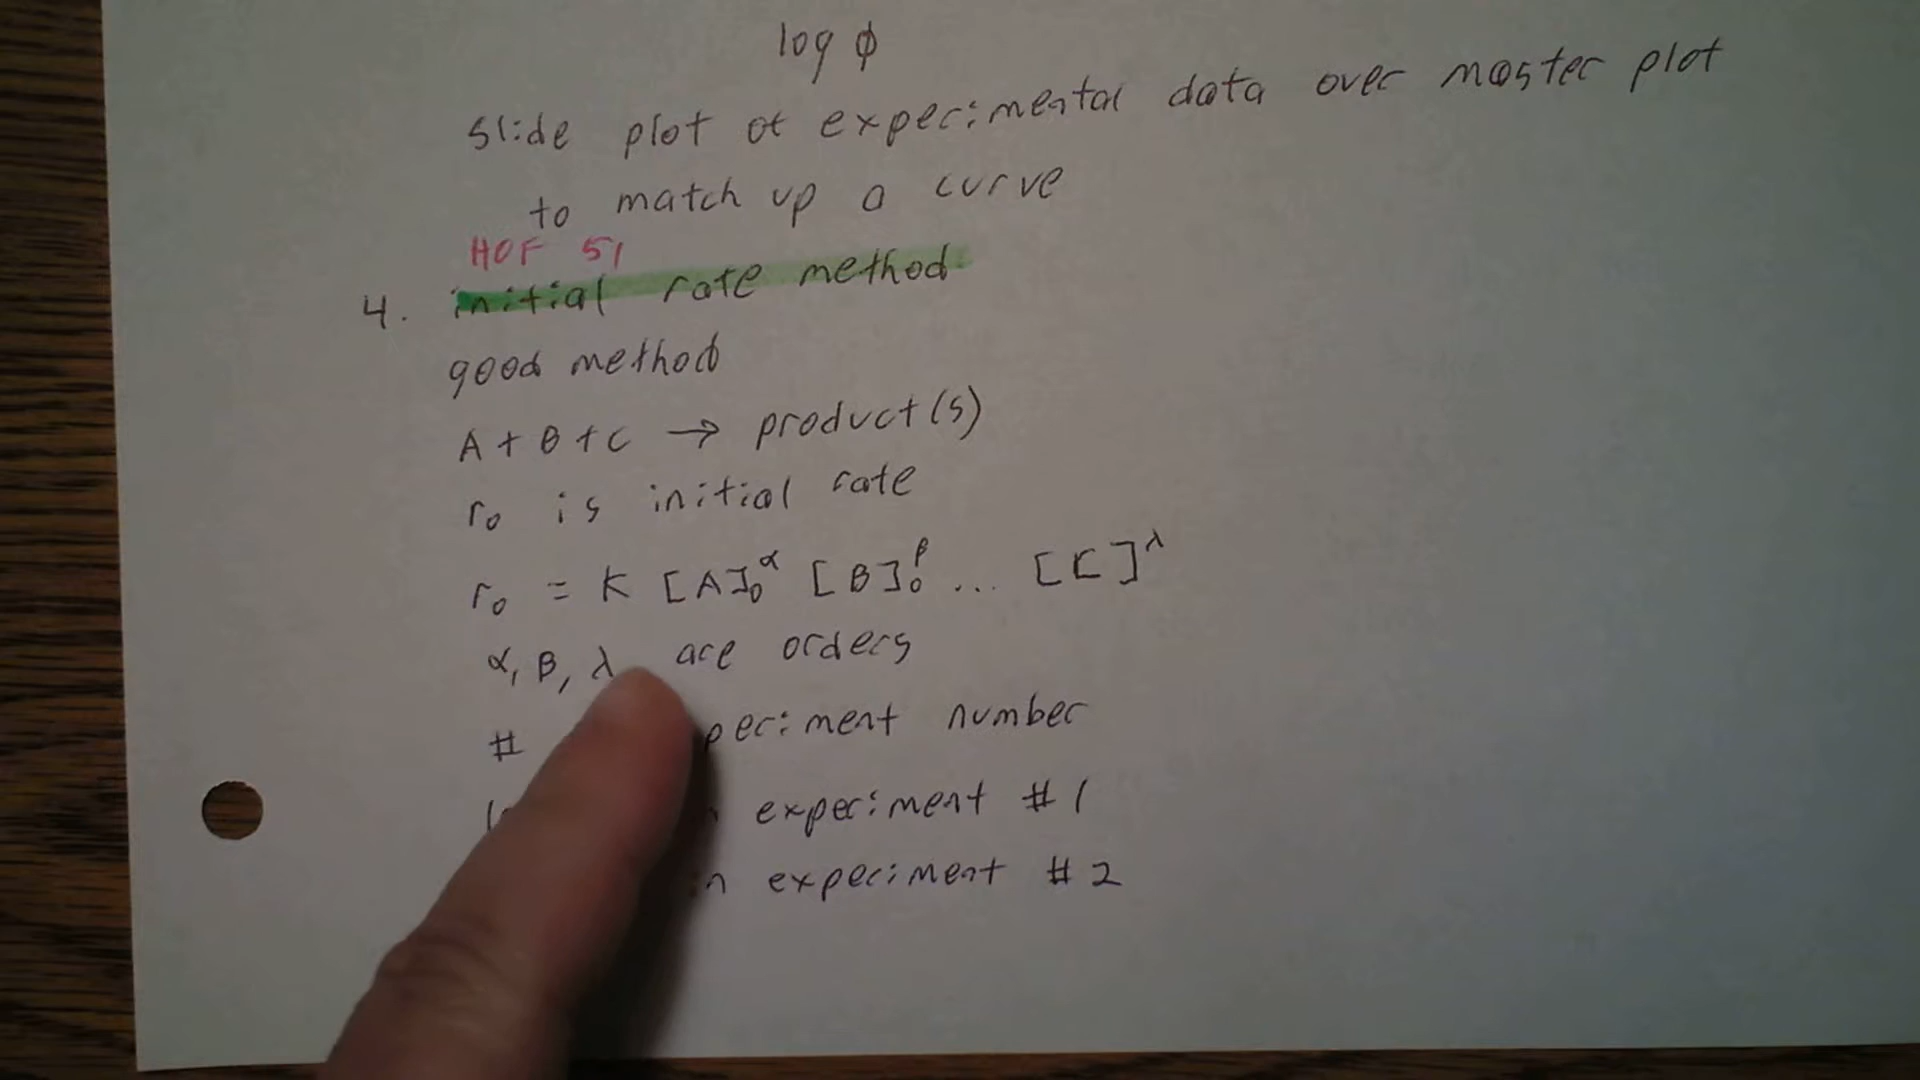 log φ
slide plot of experimental data over master plot
to match up a curve
HOF 51
4. initial rate method
good method
A + B + C → product(s)
r₀ is initial rate
r₀ = K [A]₀^α [B]₀^β ... [C]^λ
α, β, λ are orders
# number
experiment # 1
in experiment # 2